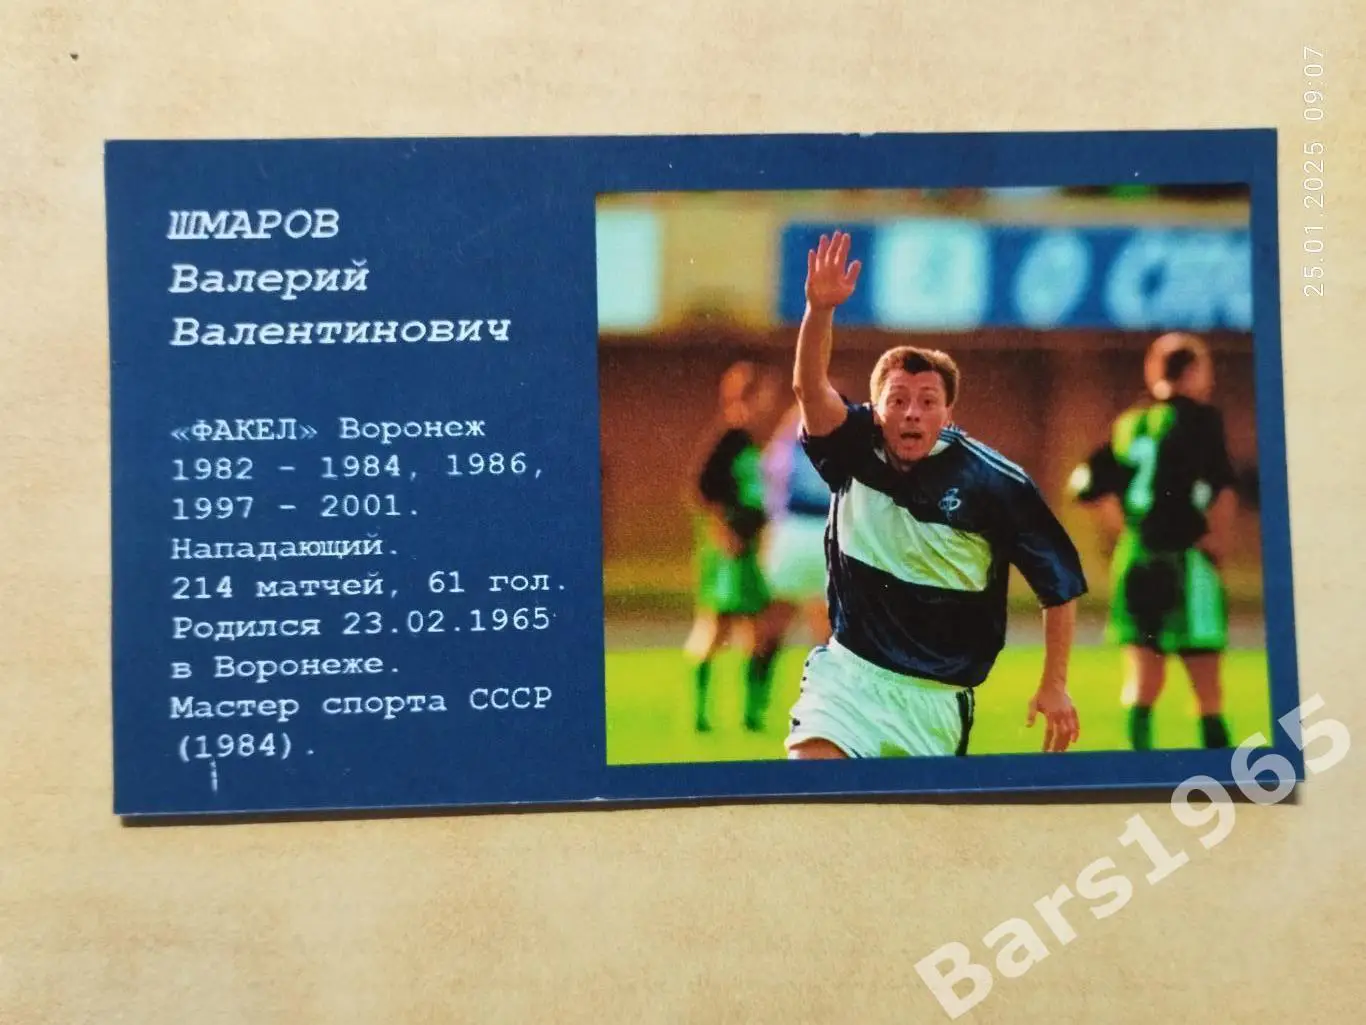 ШМАРОВ
Валерий
Валентинович
«ФАКЕЛ» Воронеж
1982 - 1984, 1986,
1997 - 2001.
Нападающий.
214 матчей, 61 гол.
Родился 23.02.1965
в Воронеже.
Мастер спорта СССР
(1984).
7
25.01.2025 09:07
Bars1965